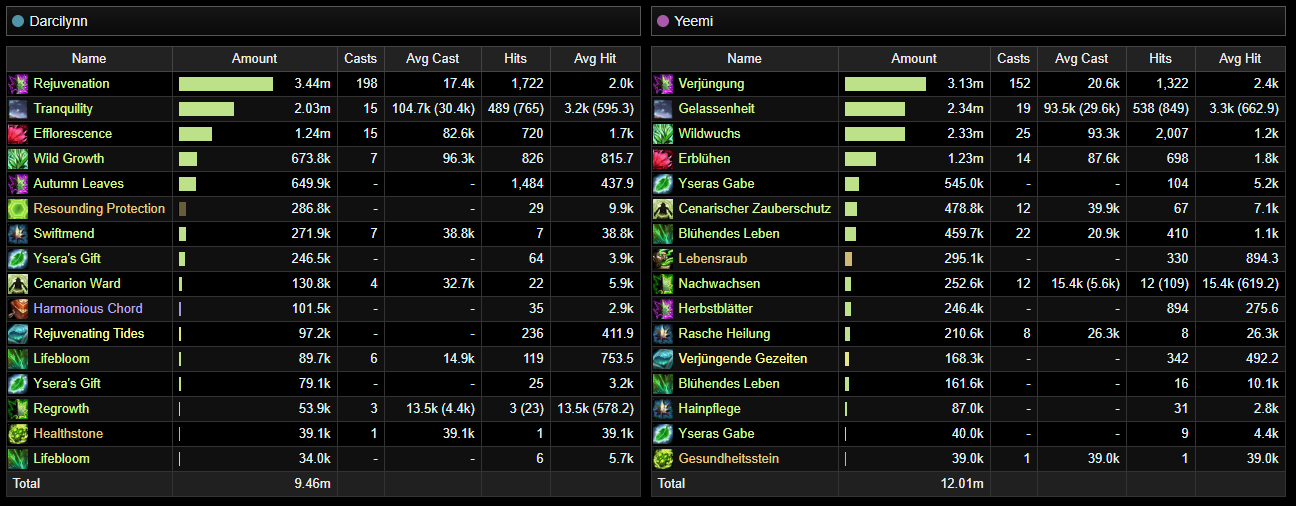 Darcilynn
Name Amount Casts Avg Cast Hits Avg Hit
Rejuvenation 3.44m 198 17.4k 1,722 2.0k
Tranquility 2.03m 15 104.7k (30.4k) 489 (765) 3.2k (595.3)
Efflorescence 1.24m 15 82.6k 720 1.7k
Wild Growth 673.8k 7 96.3k 826 815.7
Autumn Leaves 649.9k - - 1,484 437.9
Resounding Protection 286.8k - - 29 9.9k
Swiftmend 271.9k 7 38.8k 7 38.8k
Ysera's Gift 246.5k - - 64 3.9k
Cenarion Ward 130.8k 4 32.7k 22 5.9k
Harmonious Chord 101.5k - - 35 2.9k
Rejuvenating Tides 97.2k - - 236 411.9
Lifebloom 89.7k 6 14.9k 119 753.5
Ysera's Gift 79.1k - - 25 3.2k
Regrowth 53.9k 3 13.5k (4.4k) 3 (23) 13.5k (578.2)
Healthstone 39.1k 1 39.1k 1 39.1k
Lifebloom 34.0k - - 6 5.7k
Total 9.46m
Yeemi
Name Amount Casts Avg Cast Hits Avg Hit
Verjüngung 3.13m 152 20.6k 1,322 2.4k
Gelassenheit 2.34m 19 93.5k (29.6k) 538 (849) 3.3k (662.9)
Wildwuchs 2.33m 25 93.3k 2,007 1.2k
Erblühen 1.23m 14 87.6k 698 1.8k
Yseras Gabe 545.0k - - 104 5.2k
Cenarischer Zauberschutz 478.8k 12 39.9k 67 7.1k
Blühendes Leben 459.7k 22 20.9k 410 1.1k
Lebensraub 295.1k - - 330 894.3
Nachwachsen 252.6k 12 15.4k (5.6k) 12 (109) 15.4k (619.2)
Herbstblätter 246.4k - - 894 275.6
Rasche Heilung 210.6k 8 26.3k 8 26.3k
Verjüngende Gezeiten 168.3k - - 342 492.2
Blühendes Leben 161.6k - - 16 10.1k
Hainpflege 87.0k - - 31 2.8k
Yseras Gabe 40.0k - - 9 4.4k
Gesundheitsstein 39.0k 1 39.0k 1 39.0k
Total 12.01m